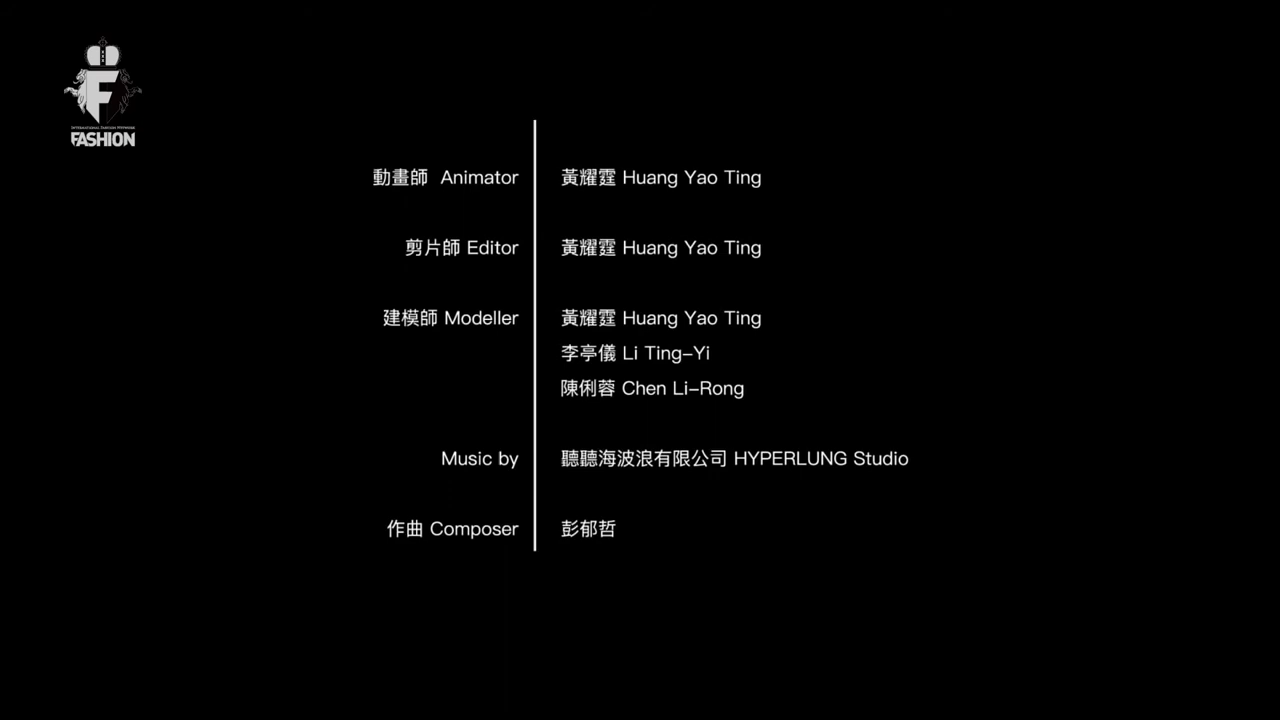 F
FASHION
動畫師 Animator 黃耀霆 Huang Yao Ting
剪片師 Editor 黃耀霆 Huang Yao Ting
建模師 Modeller 黃耀霆 Huang Yao Ting
李亭儀 Li Ting-Yi
陳俐蓉 Chen Li-Rong
Music by 聽聽海波浪有限公司 HYPERLUNG Studio
作曲 Composer 彭郁哲